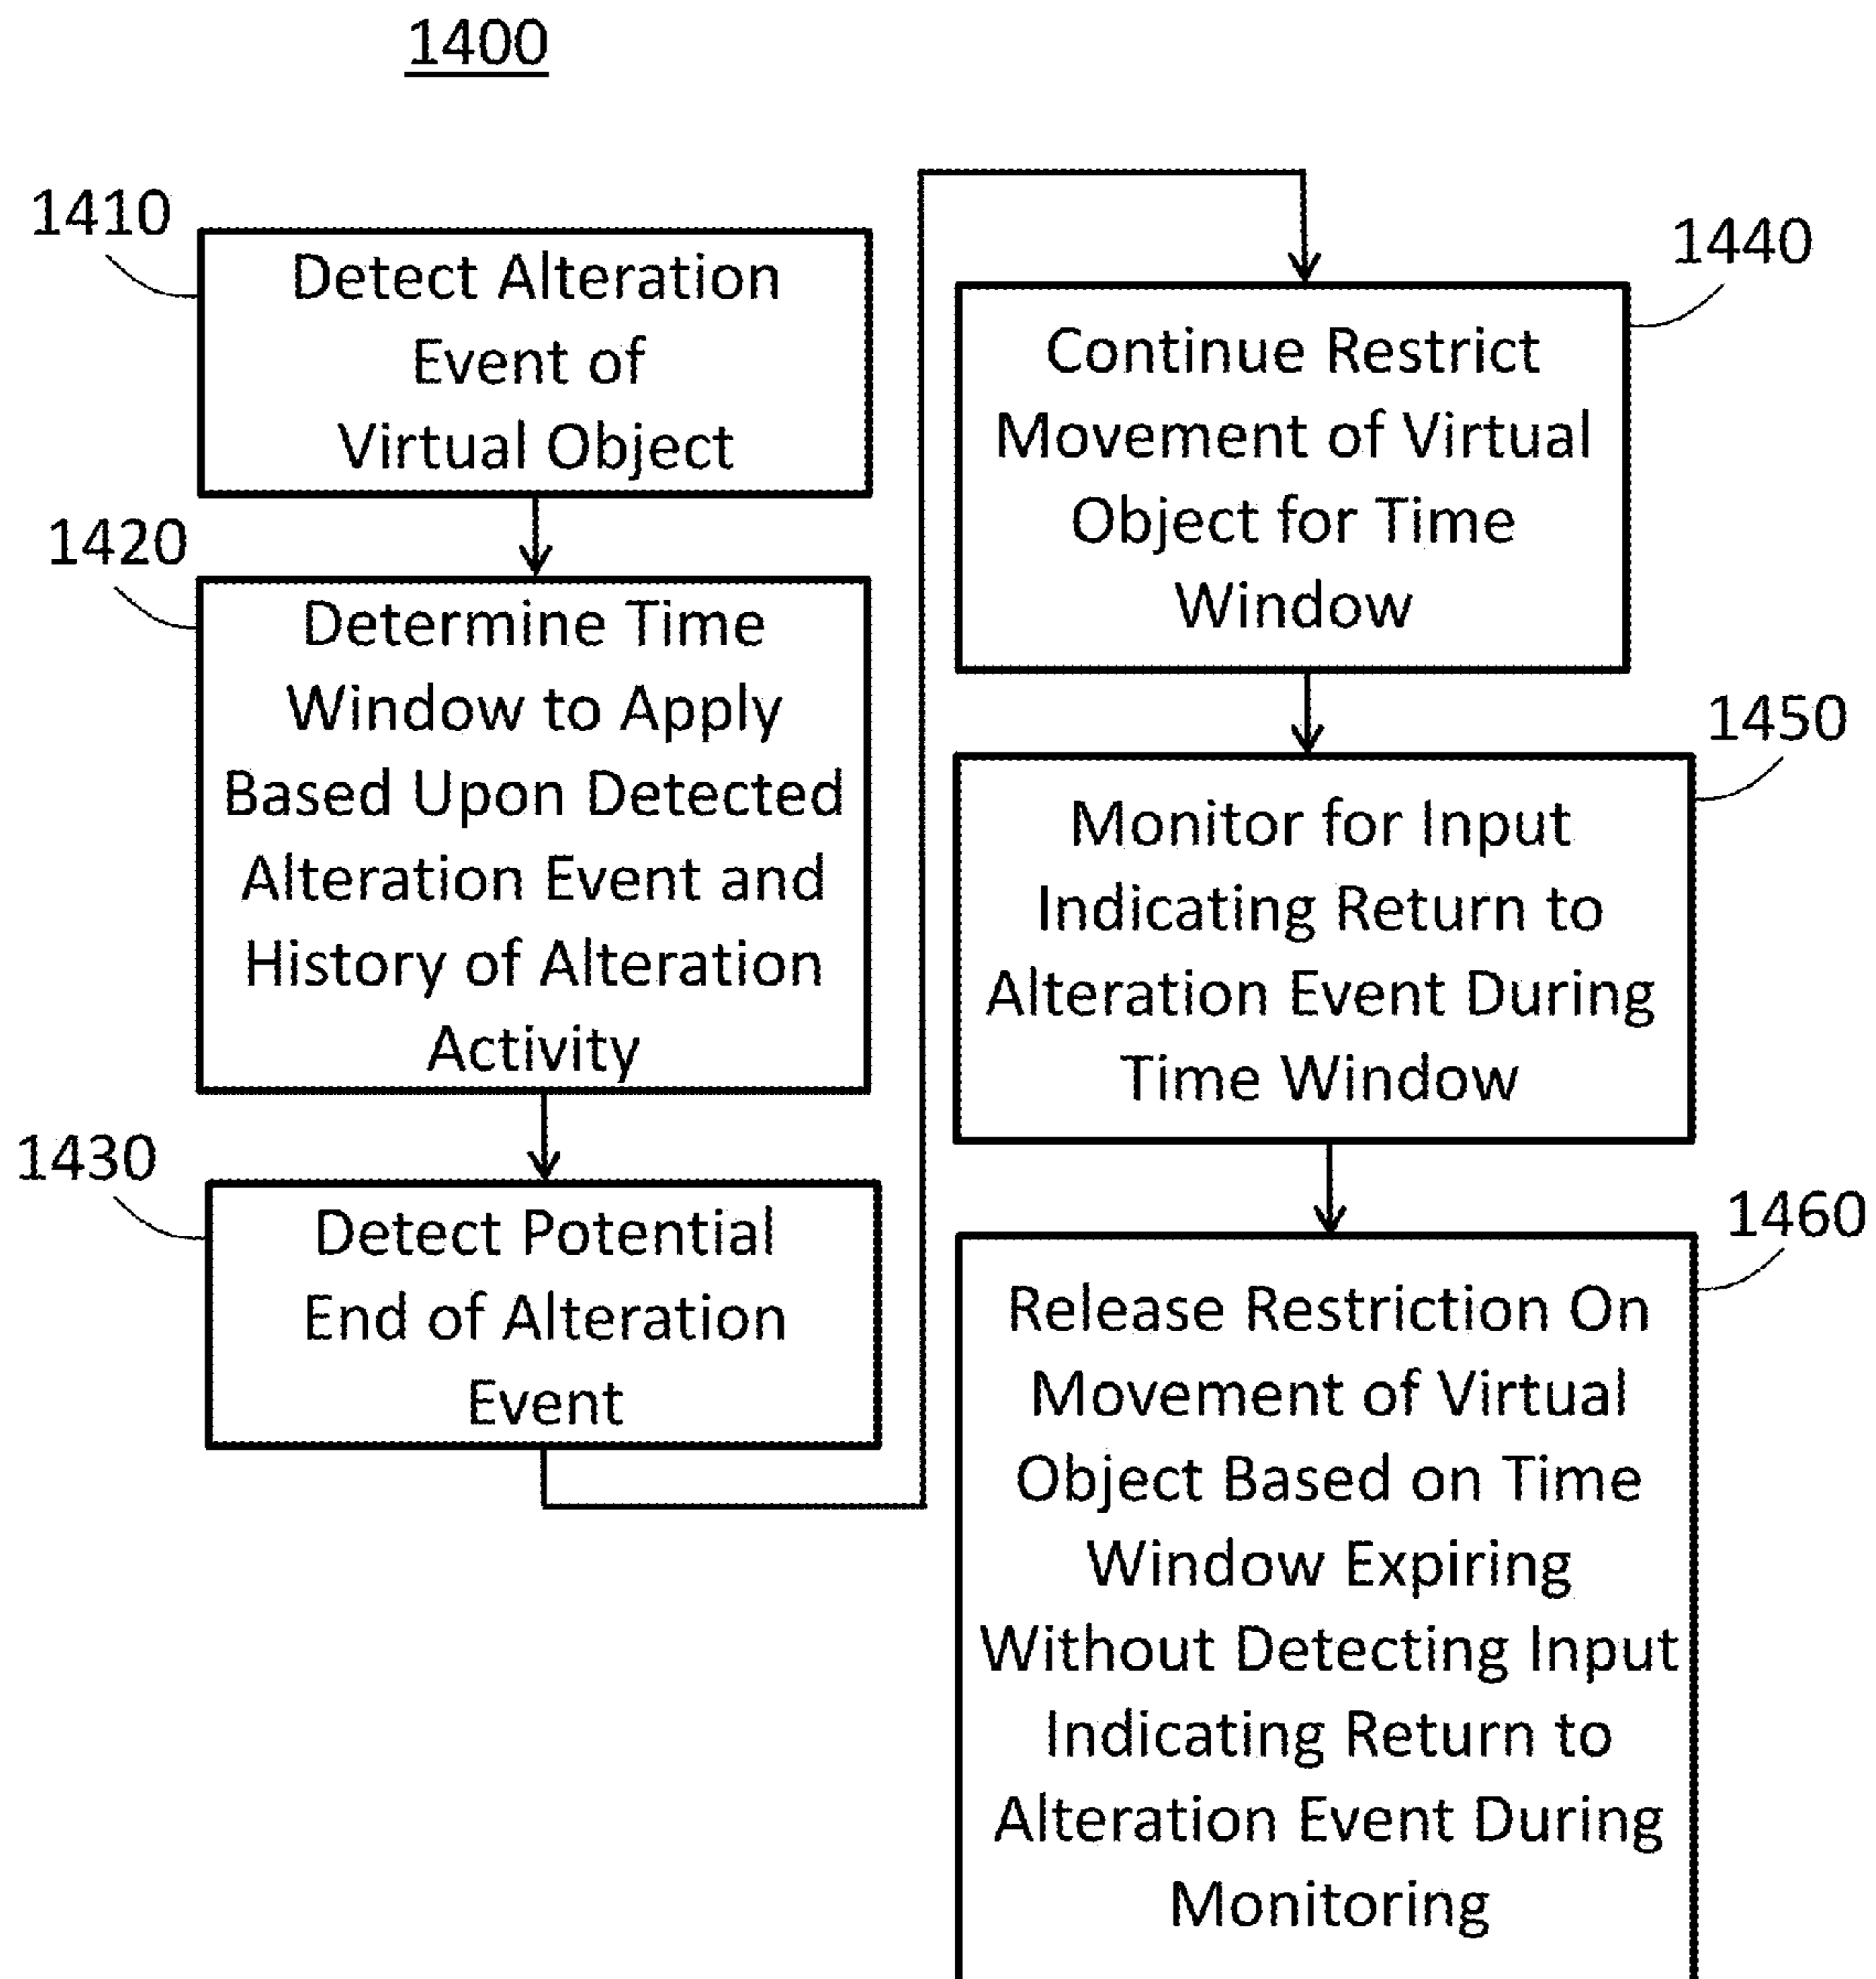 1400
1410
Detect Alteration
Event of
Virtual Object
1420
Determine Time
Window to Apply
Based Upon Detected
Alteration Event and
History of Alteration
Activity
1430
Detect Potential
End of Alteration
Event
1440
Continue Restrict
Movement of Virtual
Object for Time
Window
1450
Monitor for Input
Indicating Return to
Alteration Event During
Time Window
1460
Release Restriction On
Movement of Virtual
Object Based on Time
Window Expiring
Without Detecting Input
Indicating Return to
Alteration Event During
Monitoring